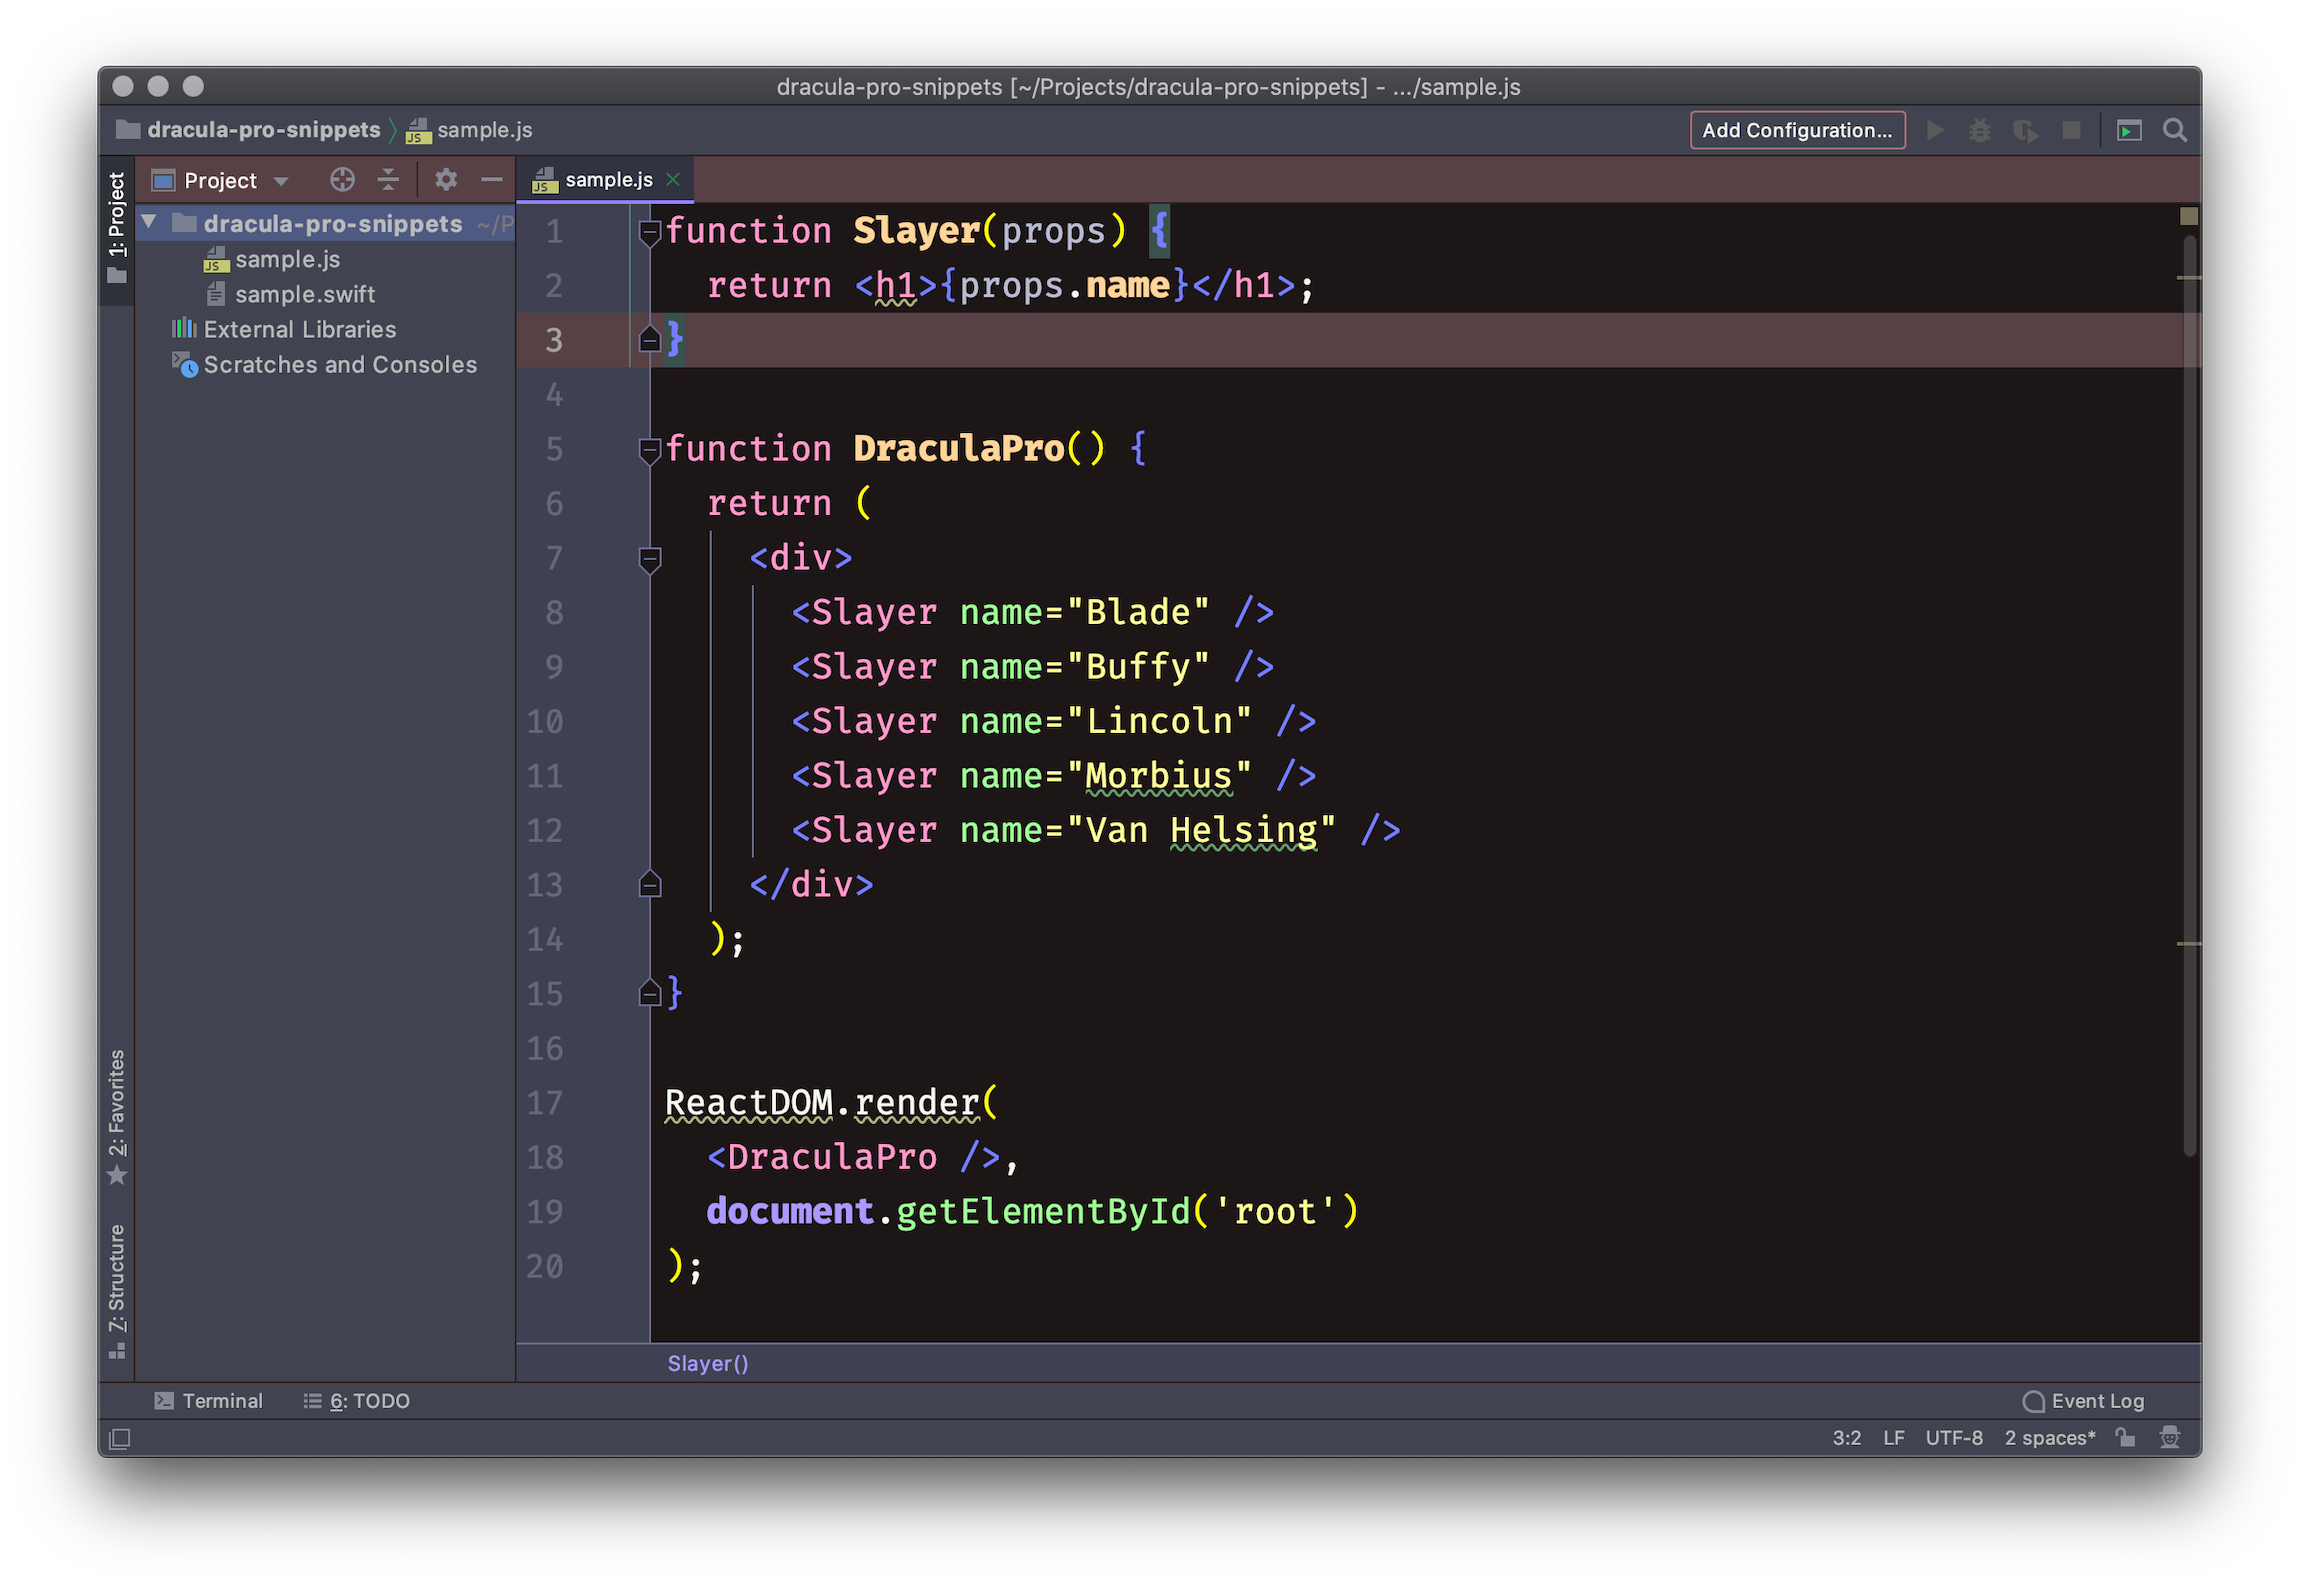 dracula-pro-snippets [~/Projects/dracula-pro-snippets] - .../sample.js
dracula-pro-snippets
sample.js
Add Configuration...
1: Project
Project
sample.js
dracula-pro-snippets ~/P
sample.js
sample.swift
External Libraries
Scratches and Consoles
2: Favorites
Z: Structure
1 function Slayer(props) {
2   return <h1>{props.name}</h1>;
3 }
4
5 function DraculaPro() {
6   return (
7     <div>
8       <Slayer name="Blade" />
9       <Slayer name="Buffy" />
10       <Slayer name="Lincoln" />
11       <Slayer name="Morbius" />
12       <Slayer name="Van Helsing" />
13     </div>
14   );
15 }
16
17 ReactDOM.render(
18   <DraculaPro />,
19   document.getElementById('root')
20 );
Slayer()
Terminal
6: TODO
Event Log
3:2 LF UTF-8 2 spaces*